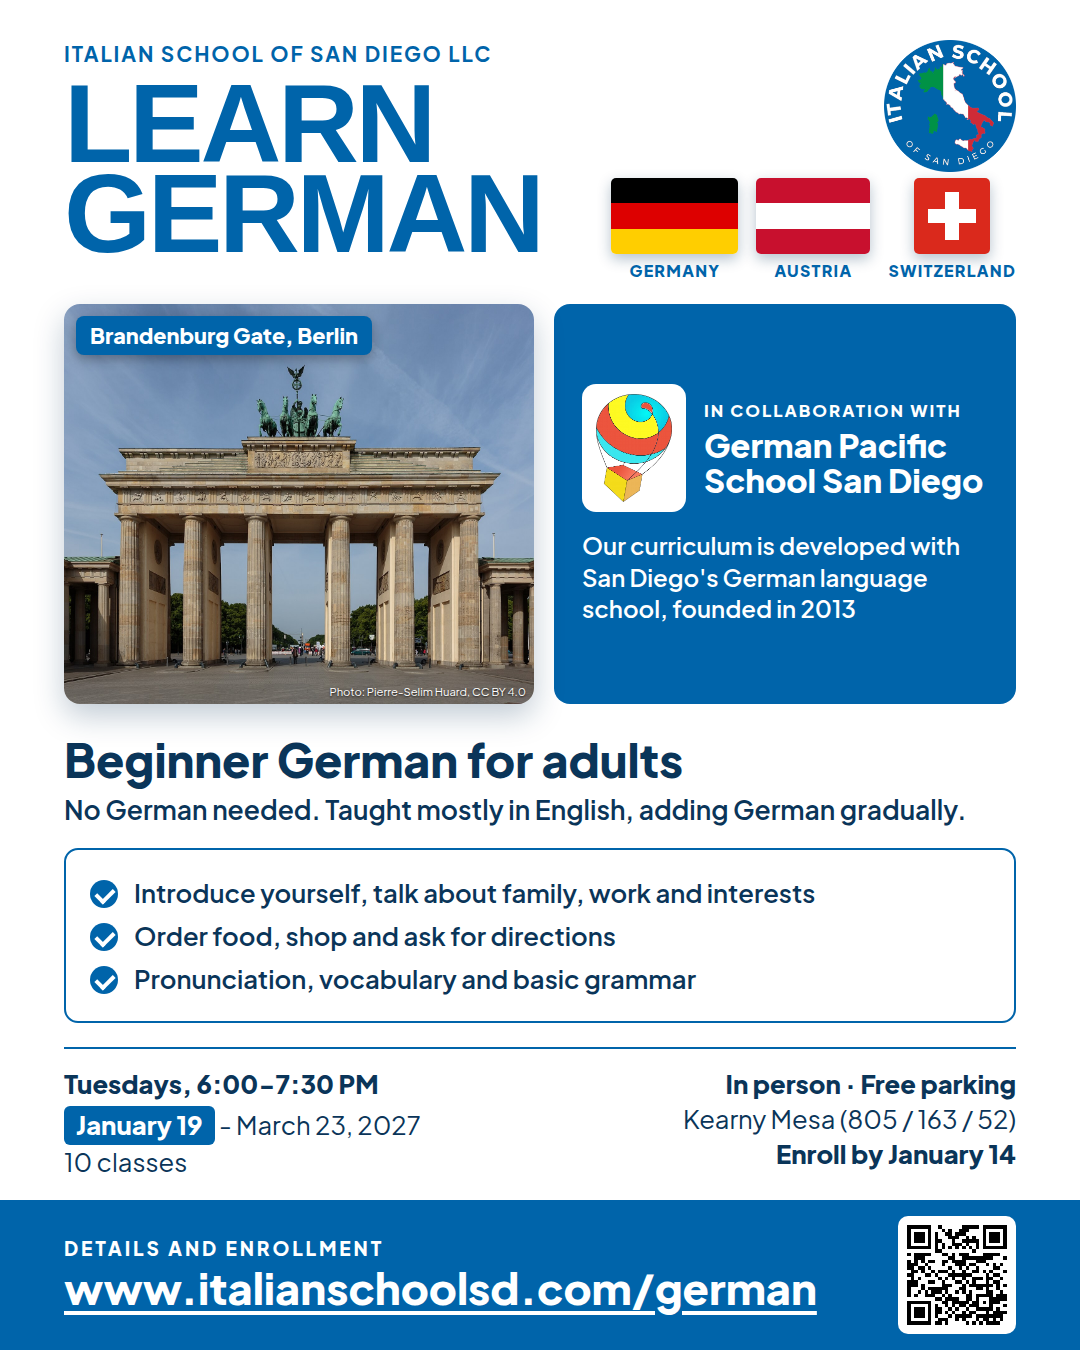 ITALIAN SCHOOL OF SAN DIEGO LLC
LEARN
GERMAN
ITALIAN SCHOOL
OF SAN DIEGO
GERMANY
AUSTRIA
SWITZERLAND
Brandenburg Gate, Berlin
Photo: Pierre-Selim Huard, CC BY 4.0
IN COLLABORATION WITH
German Pacific
School San Diego
Our curriculum is developed with
San Diego's German language
school, founded in 2013
Beginner German for adults
No German needed. Taught mostly in English, adding German gradually.
Introduce yourself, talk about family, work and interests
Order food, shop and ask for directions
Pronunciation, vocabulary and basic grammar
Tuesdays, 6:00–7:30 PM
January 19 – March 23, 2027
10 classes
In person · Free parking
Kearny Mesa (805 / 163 / 52)
Enroll by January 14
DETAILS AND ENROLLMENT
www.italianschoolsd.com/german